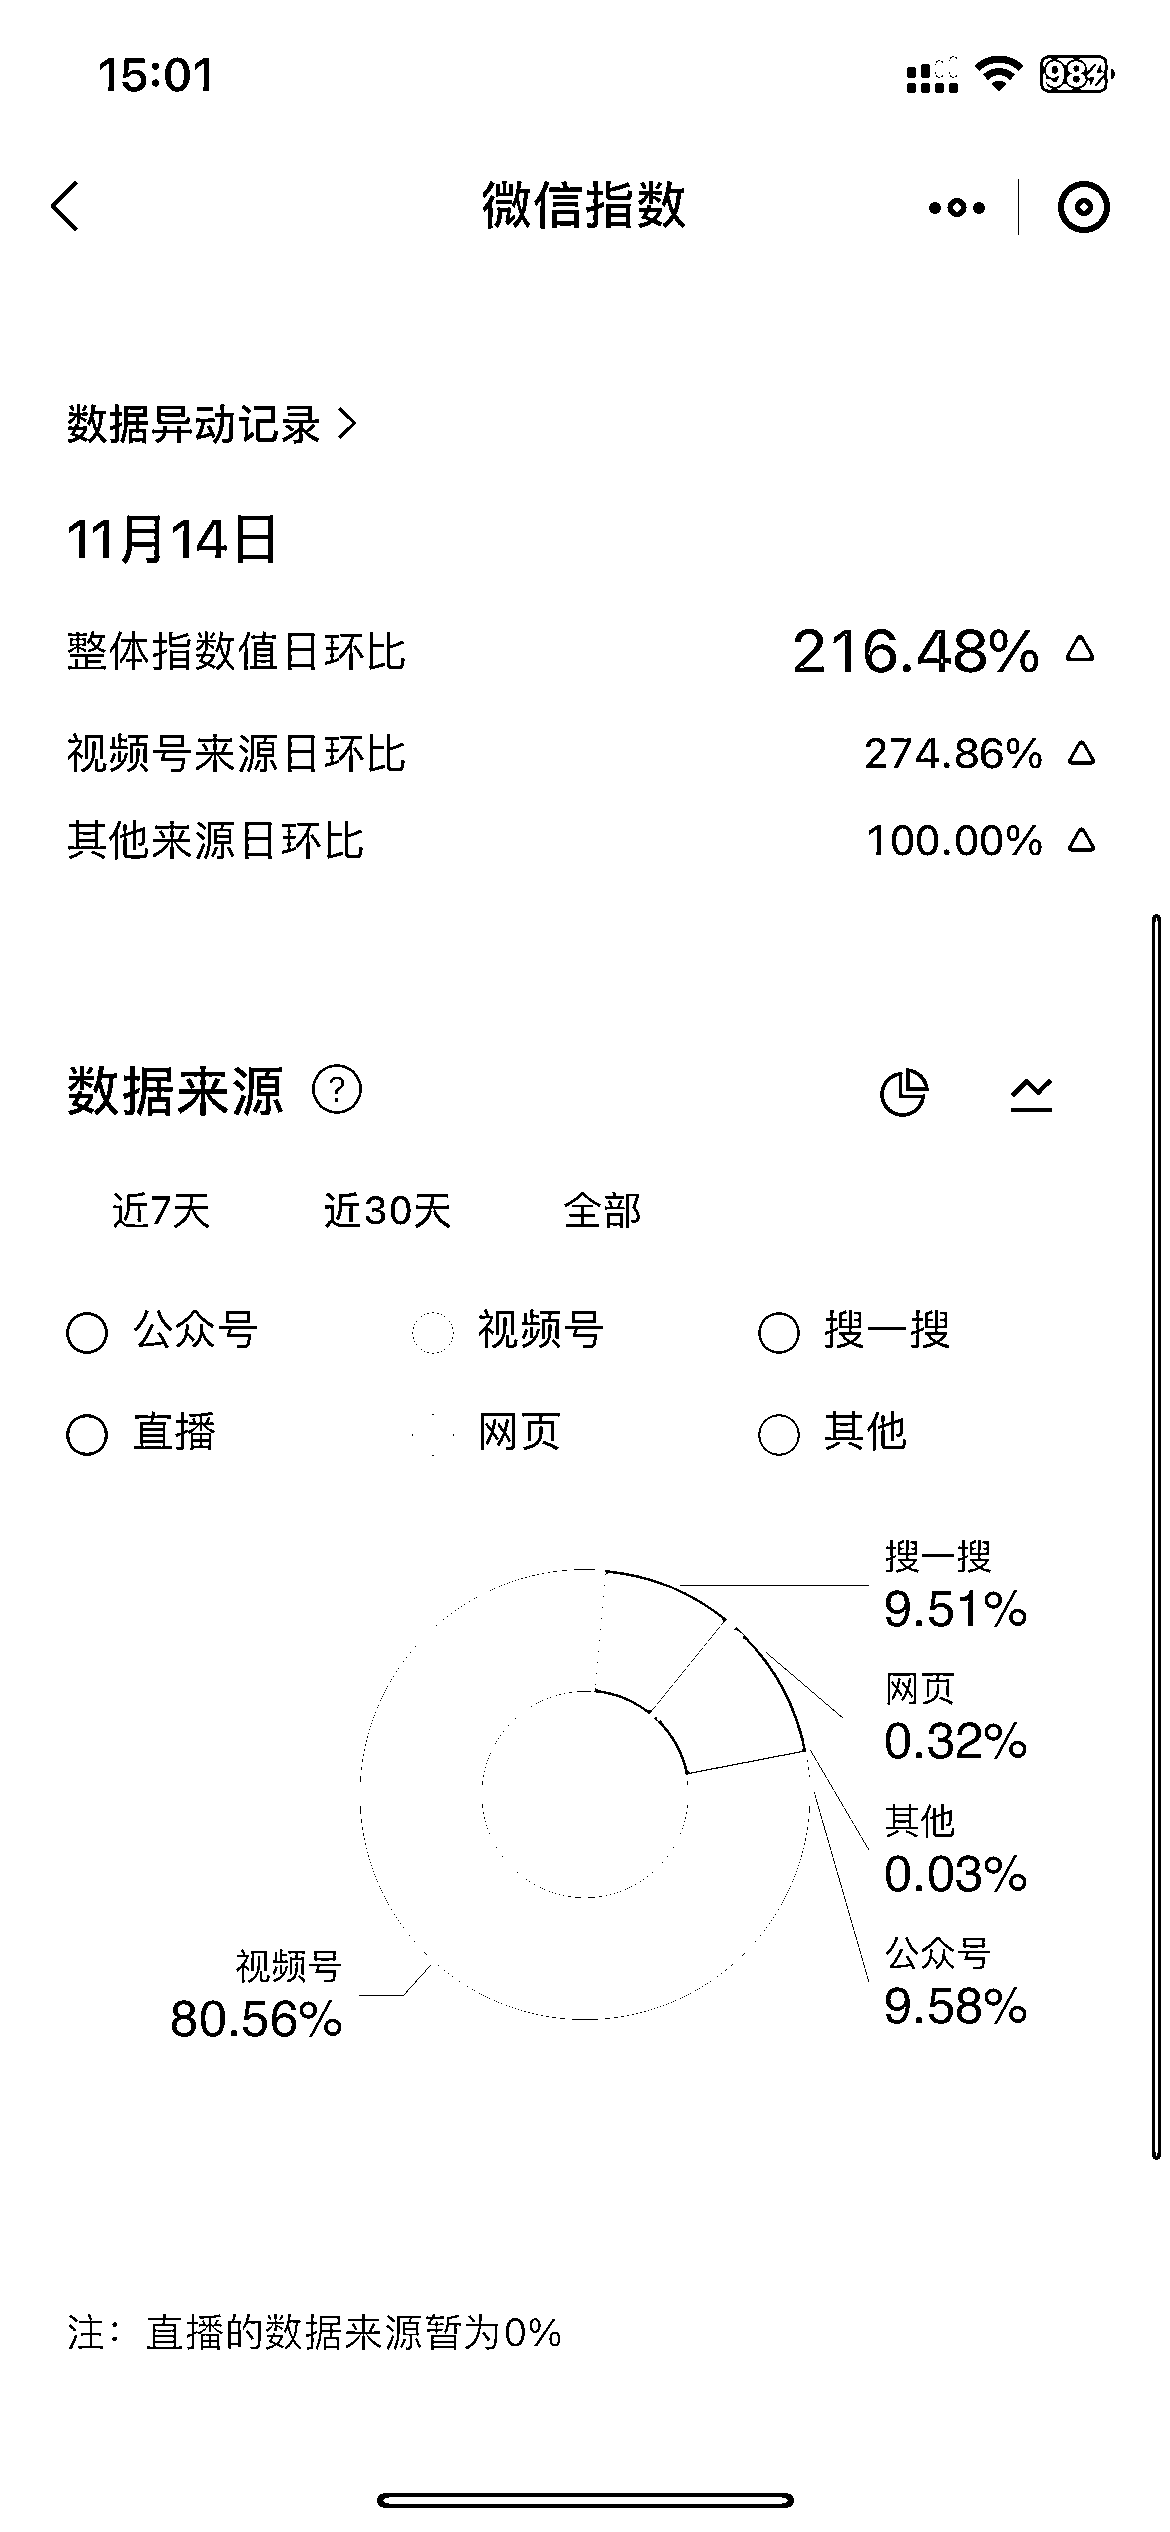 15:01
98
微信指数
数据异动记录
11月14日
整体指数值日环比 216.48%
视频号来源日环比 274.86%
其他来源日环比 100.00%
数据来源 ?
近7天 近30天 全部
公众号 视频号 搜一搜
直播 网页 其他
搜一搜
9.51%
网页
0.32%
其他
0.03%
公众号
9.58%
视频号
80.56%
注：直播的数据来源暂为0%